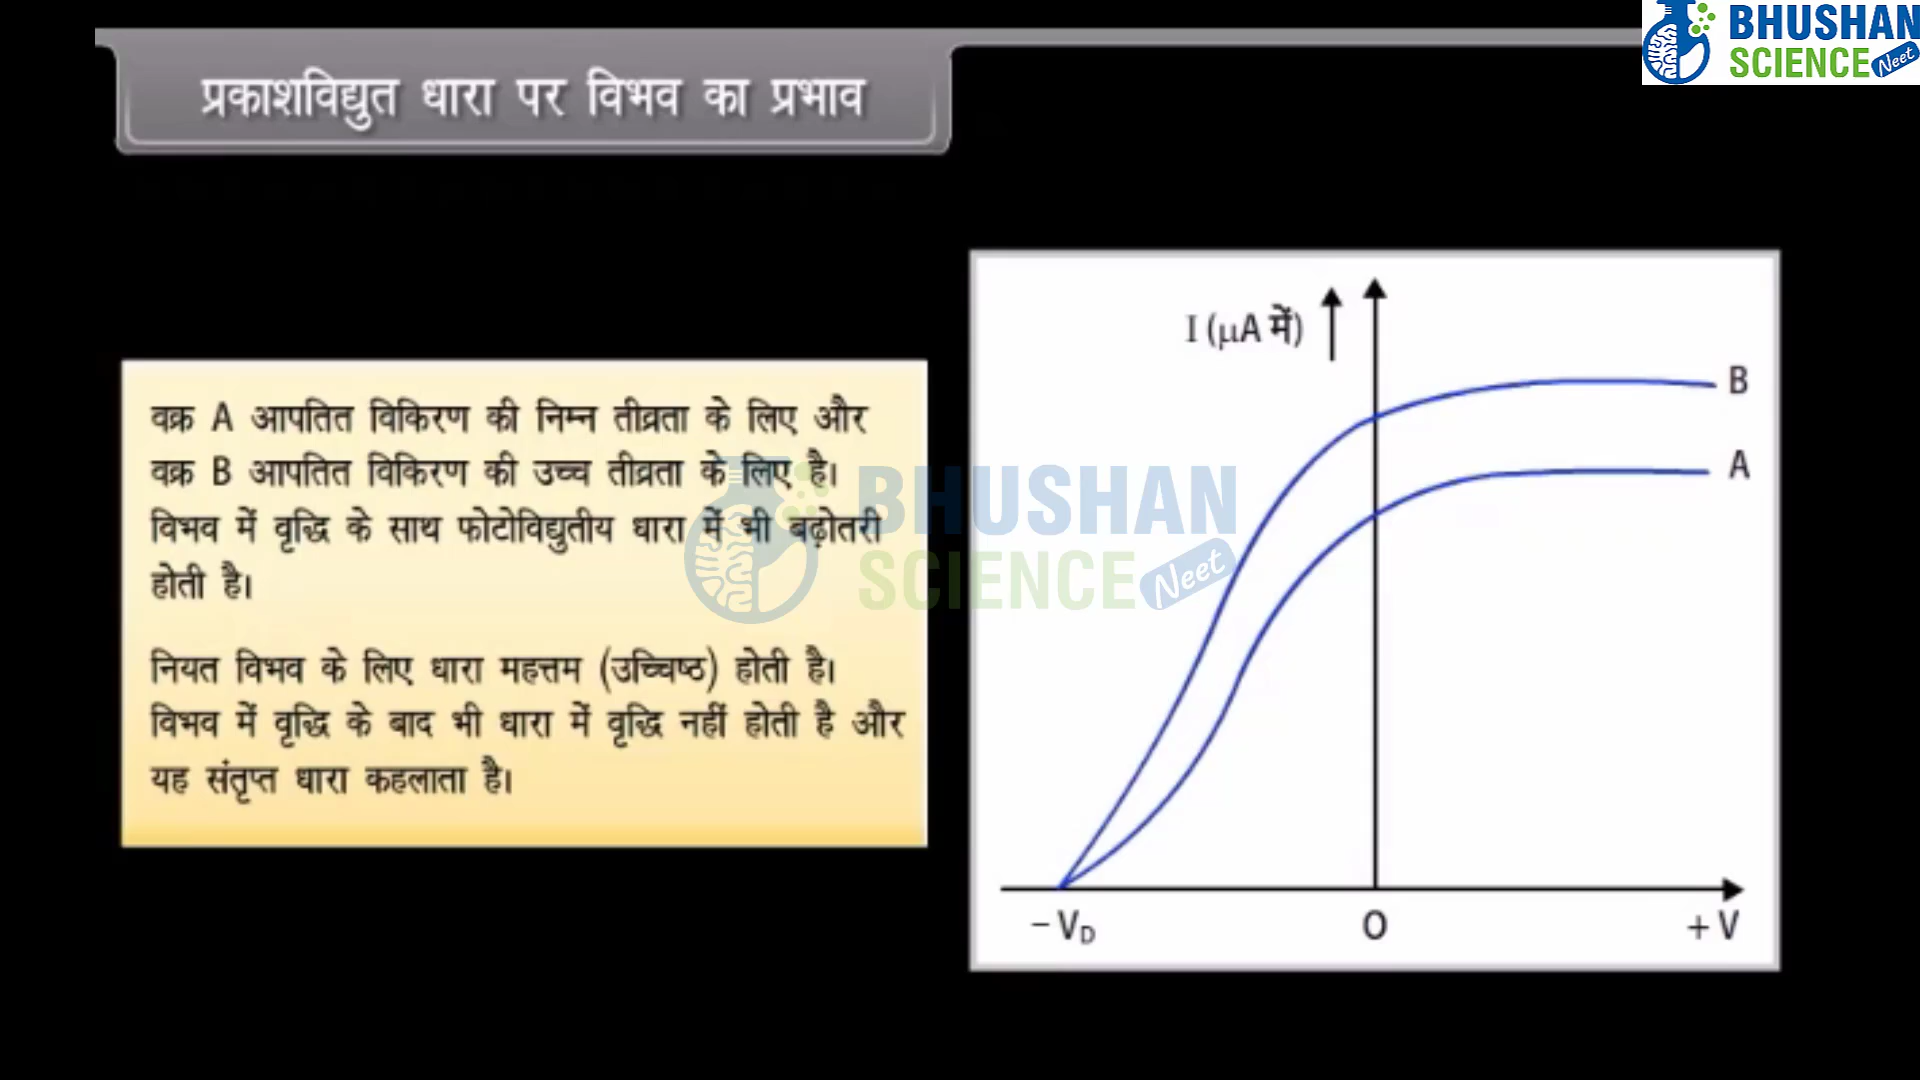 BHUSHAN
SCIENCE Neet
प्रकाशविद्युत धारा पर विभव का प्रभाव
वक्र A आपतित विकिरण की निम्न तीव्रता के लिए और
वक्र B आपतित विकिरण की उच्च तीव्रता के लिए है।
विभव में वृद्धि के साथ फोटोविद्युतीय धारा में भी बढ़ोतरी
होती है।
नियत विभव के लिए धारा महत्तम (उच्चिष्ठ) होती है।
विभव में वृद्धि के बाद भी धारा में वृद्धि नहीं होती है और
यह संतृप्त धारा कहलाता है।
BHUSHAN
SCIENCE Neet
I (μA में)
B
A
– V_D O + V